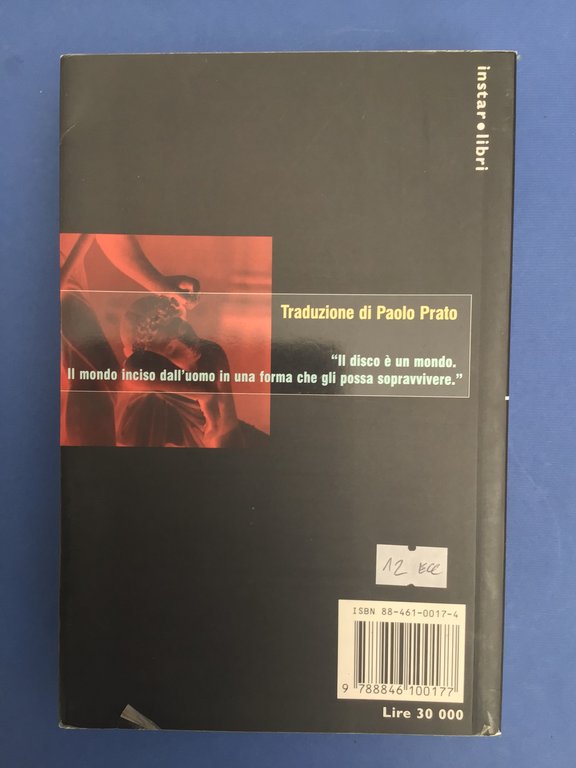 instar•libri
Traduzione di Paolo Prato
“Il disco è un mondo.
Il mondo inciso dall'uomo in una forma che gli possa sopravvivere.”
12 ECC
ISBN 88-461-0017-4
9 788846 100177
Lire 30 000